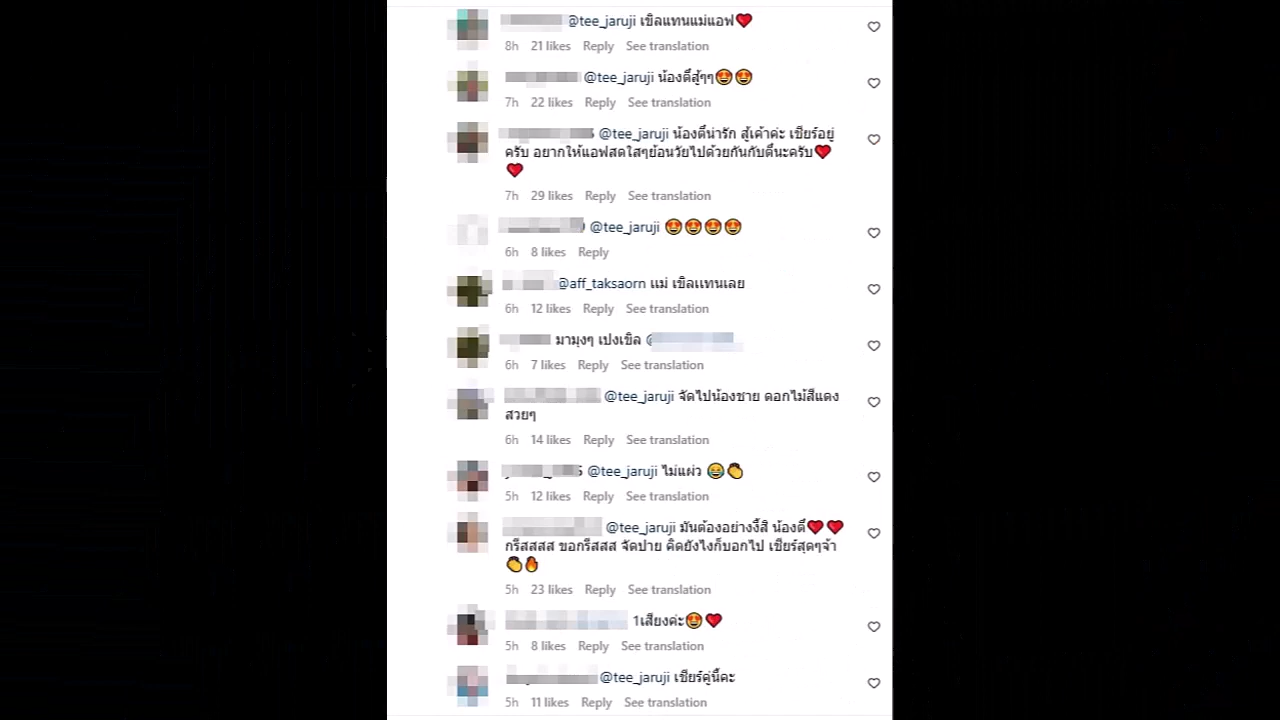 @tee_jaruji เขิลแทนแม่แอฟ❤️
8h 21 likes Reply See translation
@tee_jaruji น้องตี๋สู้ๆๆ🤩🤩
7h 22 likes Reply See translation
@tee_jaruji น้องตี๋น่ารัก สู้เค้าค่ะ เชียร์อยู่
ครับ อยากให้แอฟสดใสๆย้อนวัยไปด้วยกันกับตี๋นะครับ❤️
❤️
7h 29 likes Reply See translation
@tee_jaruji 🤩🤩🤩🤩
6h 8 likes Reply
@aff_taksaorn แม่ เขิลแทนเลย
6h 12 likes Reply See translation
มามุงๆ เปงเขิล @
6h 7 likes Reply See translation
@tee_jaruji จัดไปน้องชาย ดอกไม้สีแดง
สวยๆ
6h 14 likes Reply See translation
@tee_jaruji ไม่แผ่ว 😂👏
5h 12 likes Reply See translation
@tee_jaruji มันต้องอย่างงี้สิ น้องตี๋❤️❤️
กรี๊สสสส ขอกรี๊สสส จัดปาย คิดยังไงก็บอกไป เชียร์สุดๆจ้า
👏🔥
5h 23 likes Reply See translation
1เสียงค่ะ🤩❤️
5h 8 likes Reply See translation
@tee_jaruji เชียร์คู่นี้คะ
5h 11 likes Reply See translation